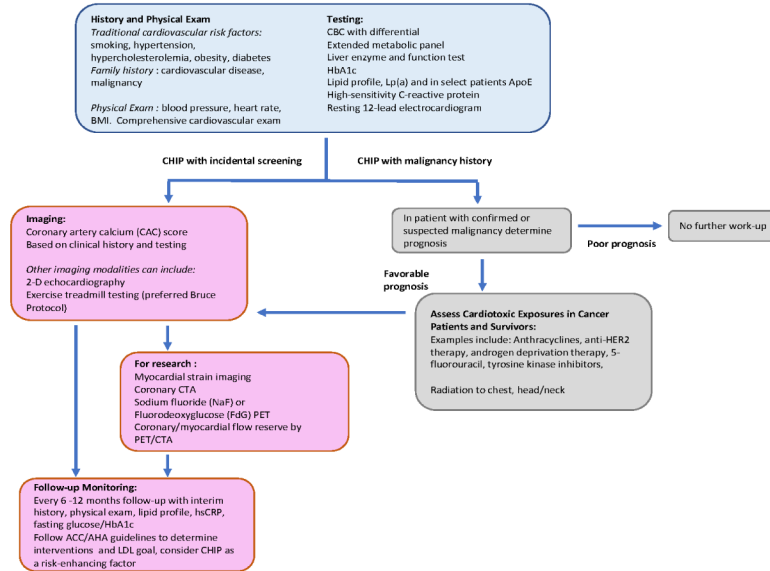 History and Physical Exam
Traditional cardiovascular risk factors:
smoking, hypertension,
hypercholesterolemia, obesity, diabetes
Family history : cardiovascular disease,
malignancy
Physical Exam : blood pressure, heart rate,
BMI. Comprehensive cardiovascular exam
Testing:
CBC with differential
Extended metabolic panel
Liver enzyme and function test
HbA1c
Lipid profile, Lp(a) and in select patients ApoE
High-sensitivity C-reactive protein
Resting 12-lead electrocardiogram
CHIP with incidental screening
CHIP with malignancy history
Imaging:
Coronary artery calcium (CAC) score
Based on clinical history and testing
Other imaging modalities can include:
2-D echocardiography
Exercise treadmill testing (preferred Bruce
Protocol)
In patient with confirmed or
suspected malignancy determine
prognosis
Poor prognosis
No further work-up
Favorable
prognosis
Assess Cardiotoxic Exposures in Cancer
Patients and Survivors:
Examples include: Anthracyclines, anti-HER2
therapy, androgen deprivation therapy, 5-
fluorouracil, tyrosine kinase inhibitors,
Radiation to chest, head/neck
For research :
Myocardial strain imaging
Coronary CTA
Sodium fluoride (NaF) or
Fluorodeoxyglucose (FdG) PET
Coronary/myocardial flow reserve by
PET/CTA
Follow-up Monitoring:
Every 6 -12 months follow-up with interim
history, physical exam, lipid profile, hsCRP,
fasting glucose/HbA1c
Follow ACC/AHA guidelines to determine
interventions and LDL goal, consider CHIP as
a risk-enhancing factor